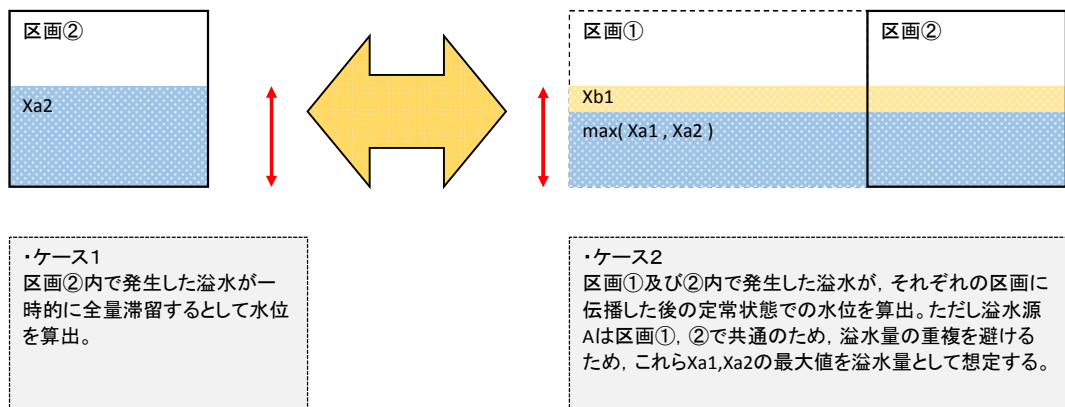 区画②
Xa2
区画①
区画②
Xb1
max( Xa1 , Xa2 )
・ケース1
区画②内で発生した溢水が一
時的に全量滞留するとして水位
を算出。
・ケース2
区画①及び②内で発生した溢水が，それぞれの区画に
伝播した後の定常状態での水位を算出。ただし溢水源
Aは区画①，②で共通のため，溢水量の重複を避ける
ため，これらXa1,Xa2の最大値を溢水量として想定する。